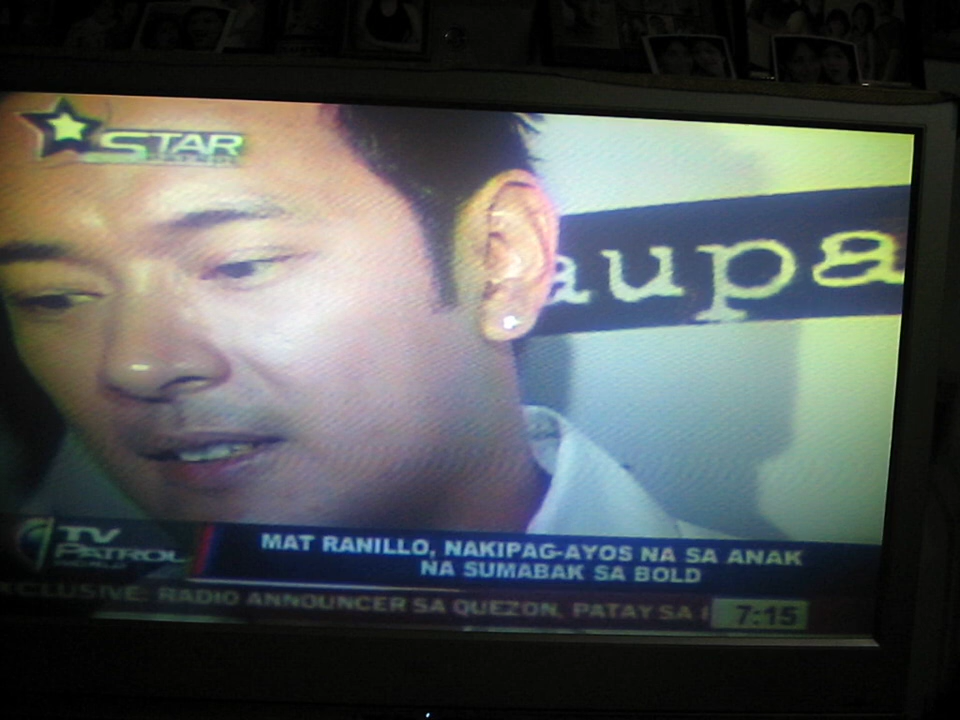 STAR
aupa
TV
PATROL
WORLD
MAT RANILLO, NAKIPAG-AYOS NA SA ANAK
NA SUMABAK SA BOLD
XCLUSIVE: RADIO ANNOUNCER SA QUEZON, PATAY SA
7:15